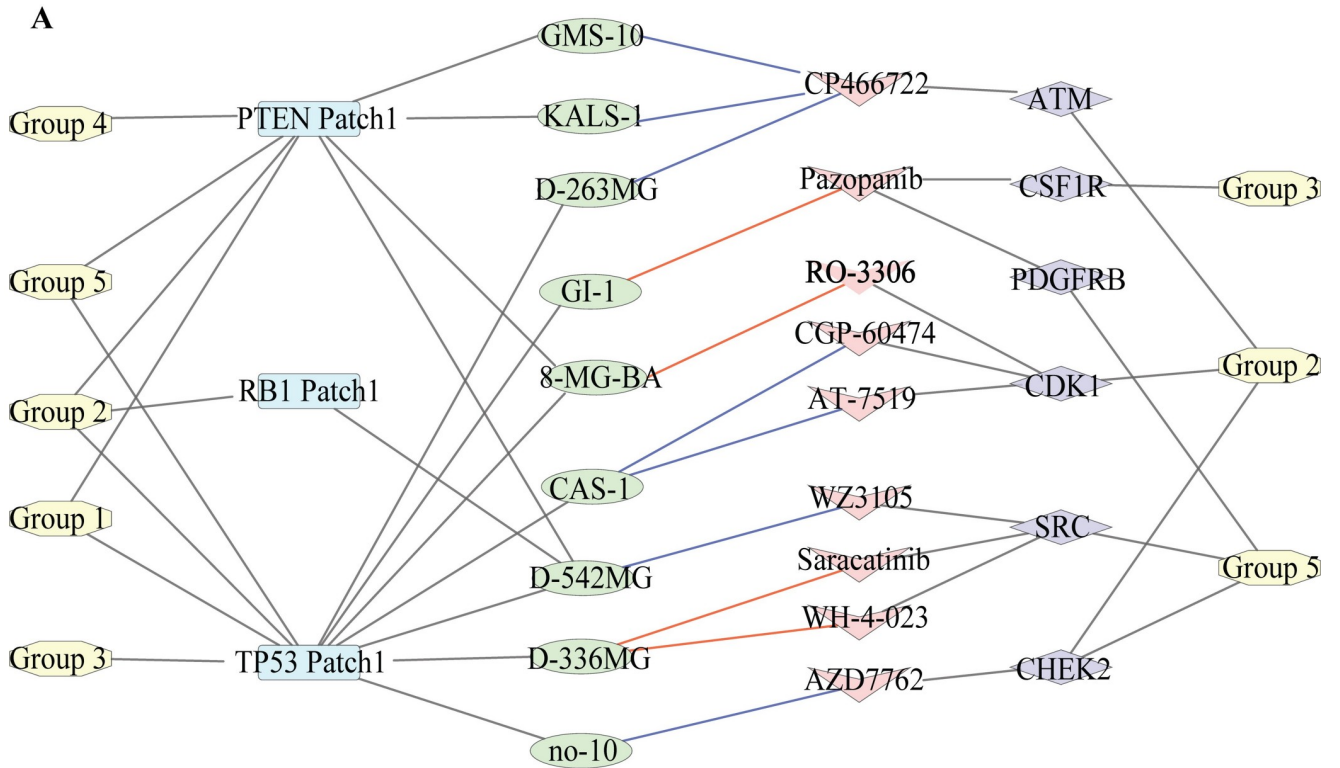 A
Group 4
Group 5
Group 2
Group 1
Group 3
PTEN Patch1
RB1 Patch1
TP53 Patch1
GMS-10
KALS-1
D-263MG
GI-1
8-MG-BA
CAS-1
D-542MG
D-336MG
no-10
CP466722
Pazopanib
RO-3306
CGP-60474
AT-7519
WZ3105
Saracatinib
WH-4-023
AZD7762
ATM
CSF1R
PDGFRB
CDK1
SRC
CHEK2
Group 3
Group 2
Group 5